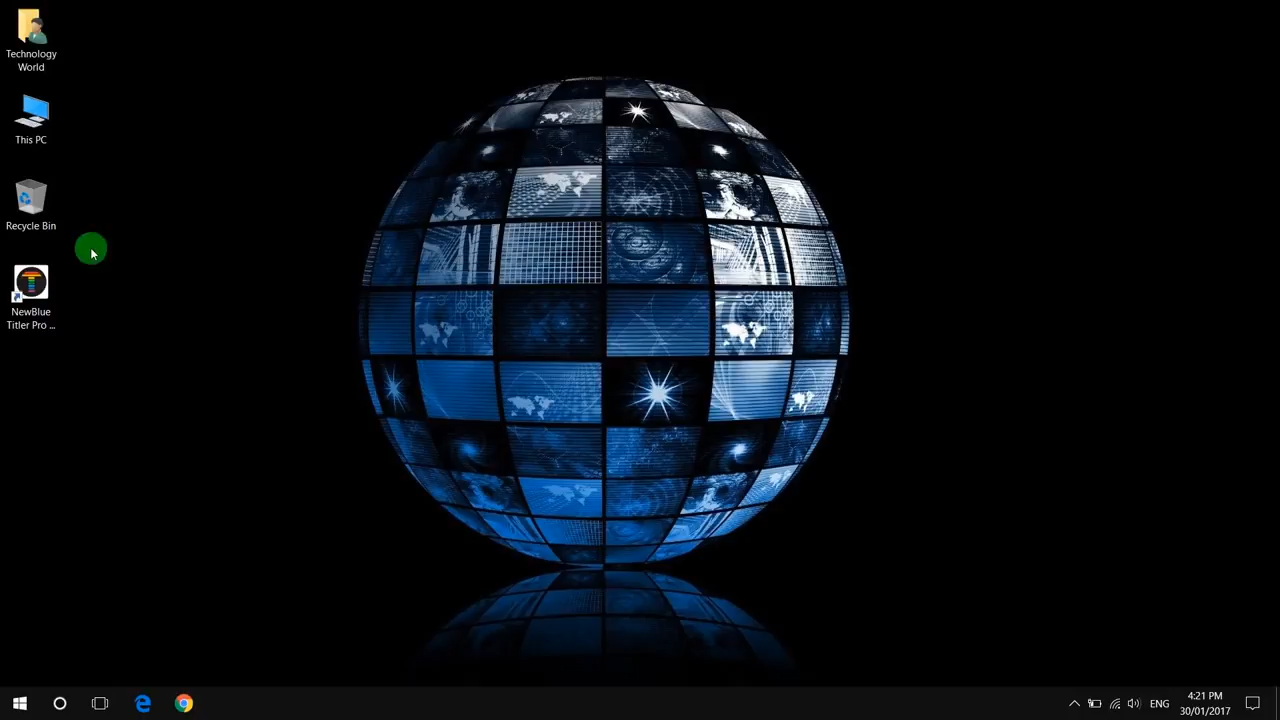 Technology
World
This PC
Recycle Bin
NewBlue
Titler Pro ...
ENG
4:21 PM
30/01/2017